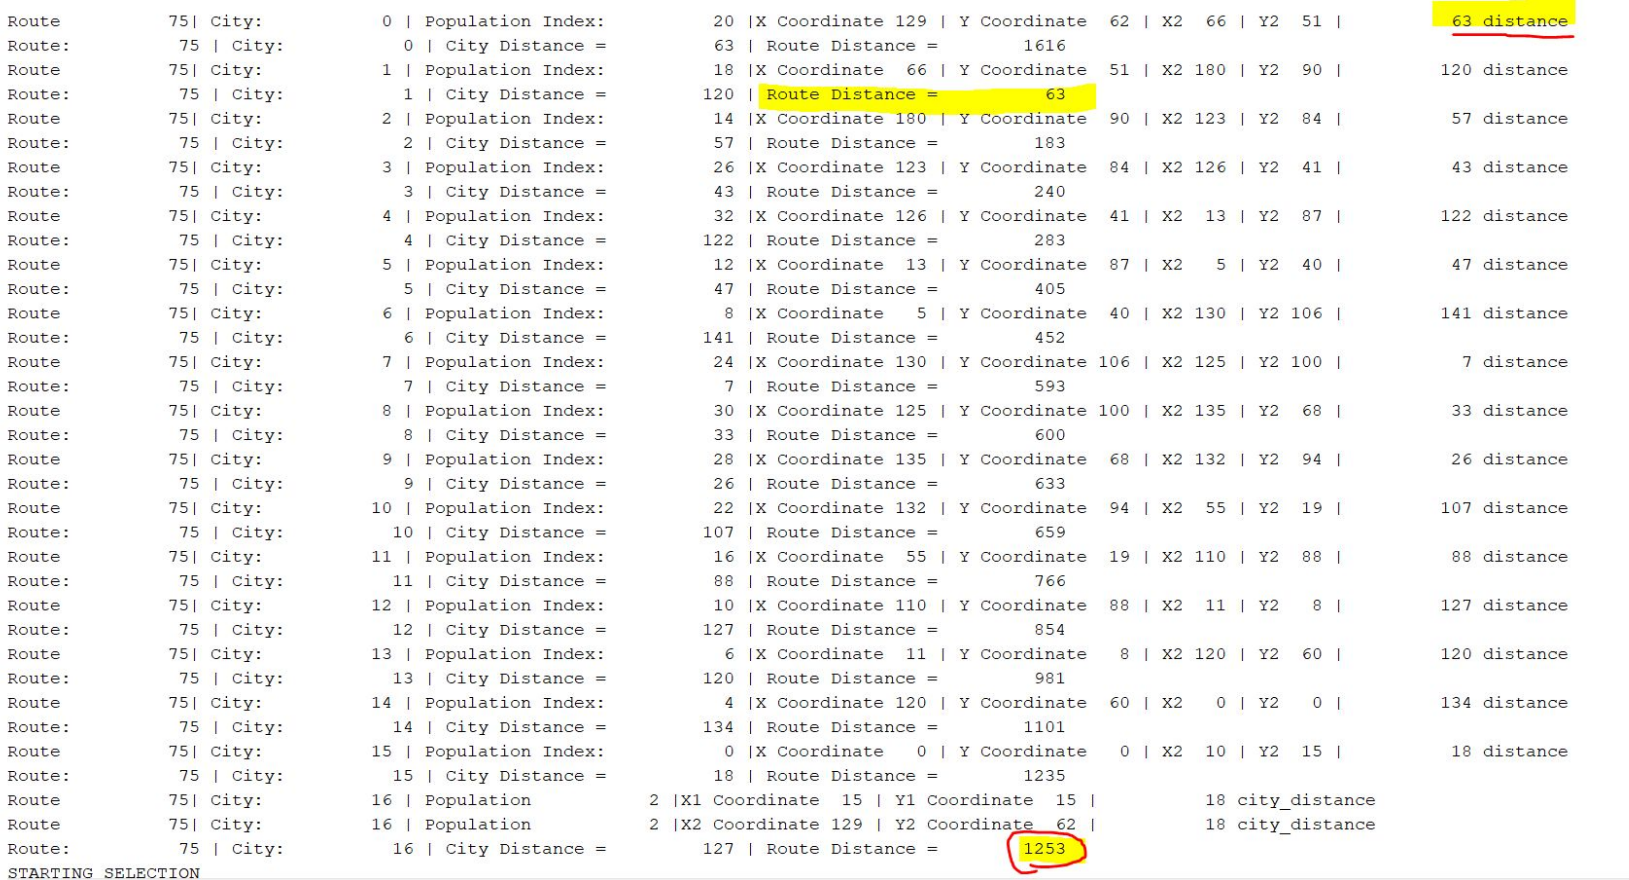 Route 75| City: 0 | Population Index: 20 |X Coordinate 129 | Y Coordinate 62 | X2 66 | Y2 51 | 63 distance
Route: 75 | City: 0 | City Distance = 63 | Route Distance = 1616
Route 75| City: 1 | Population Index: 18 |X Coordinate 66 | Y Coordinate 51 | X2 180 | Y2 90 | 120 distance
Route: 75 | City: 1 | City Distance = 120 | Route Distance = 63
Route 75| City: 2 | Population Index: 14 |X Coordinate 180 | Y Coordinate 90 | X2 123 | Y2 84 | 57 distance
Route: 75 | City: 2 | City Distance = 57 | Route Distance = 183
Route 75| City: 3 | Population Index: 26 |X Coordinate 123 | Y Coordinate 84 | X2 126 | Y2 41 | 43 distance
Route: 75 | City: 3 | City Distance = 43 | Route Distance = 240
Route 75| City: 4 | Population Index: 32 |X Coordinate 126 | Y Coordinate 41 | X2 13 | Y2 87 | 122 distance
Route: 75 | City: 4 | City Distance = 122 | Route Distance = 283
Route 75| City: 5 | Population Index: 12 |X Coordinate 13 | Y Coordinate 87 | X2 5 | Y2 40 | 47 distance
Route: 75 | City: 5 | City Distance = 47 | Route Distance = 405
Route 75| City: 6 | Population Index: 8 |X Coordinate 5 | Y Coordinate 40 | X2 130 | Y2 106 | 141 distance
Route: 75 | City: 6 | City Distance = 141 | Route Distance = 452
Route 75| City: 7 | Population Index: 24 |X Coordinate 130 | Y Coordinate 106 | X2 125 | Y2 100 | 7 distance
Route: 75 | City: 7 | City Distance = 7 | Route Distance = 593
Route 75| City: 8 | Population Index: 30 |X Coordinate 125 | Y Coordinate 100 | X2 135 | Y2 68 | 33 distance
Route: 75 | City: 8 | City Distance = 33 | Route Distance = 600
Route 75| City: 9 | Population Index: 28 |X Coordinate 135 | Y Coordinate 68 | X2 132 | Y2 94 | 26 distance
Route: 75 | City: 9 | City Distance = 26 | Route Distance = 633
Route 75| City: 10 | Population Index: 22 |X Coordinate 132 | Y Coordinate 94 | X2 55 | Y2 19 | 107 distance
Route: 75 | City: 10 | City Distance = 107 | Route Distance = 659
Route 75| City: 11 | Population Index: 16 |X Coordinate 55 | Y Coordinate 19 | X2 110 | Y2 88 | 88 distance
Route: 75 | City: 11 | City Distance = 88 | Route Distance = 766
Route 75| City: 12 | Population Index: 10 |X Coordinate 110 | Y Coordinate 88 | X2 11 | Y2 8 | 127 distance
Route: 75 | City: 12 | City Distance = 127 | Route Distance = 854
Route 75| City: 13 | Population Index: 6 |X Coordinate 11 | Y Coordinate 8 | X2 120 | Y2 60 | 120 distance
Route: 75 | City: 13 | City Distance = 120 | Route Distance = 981
Route 75| City: 14 | Population Index: 4 |X Coordinate 120 | Y Coordinate 60 | X2 0 | Y2 0 | 134 distance
Route: 75 | City: 14 | City Distance = 134 | Route Distance = 1101
Route 75| City: 15 | Population Index: 0 |X Coordinate 0 | Y Coordinate 0 | X2 10 | Y2 15 | 18 distance
Route: 75 | City: 15 | City Distance = 18 | Route Distance = 1235
Route 75| City: 16 | Population 2 |X1 Coordinate 15 | Y1 Coordinate 15 | 18 city_distance
Route 75| City: 16 | Population 2 |X2 Coordinate 129 | Y2 Coordinate 62 | 18 city_distance
Route: 75 | City: 16 | City Distance = 127 | Route Distance = 1253
STARTING SELECTION